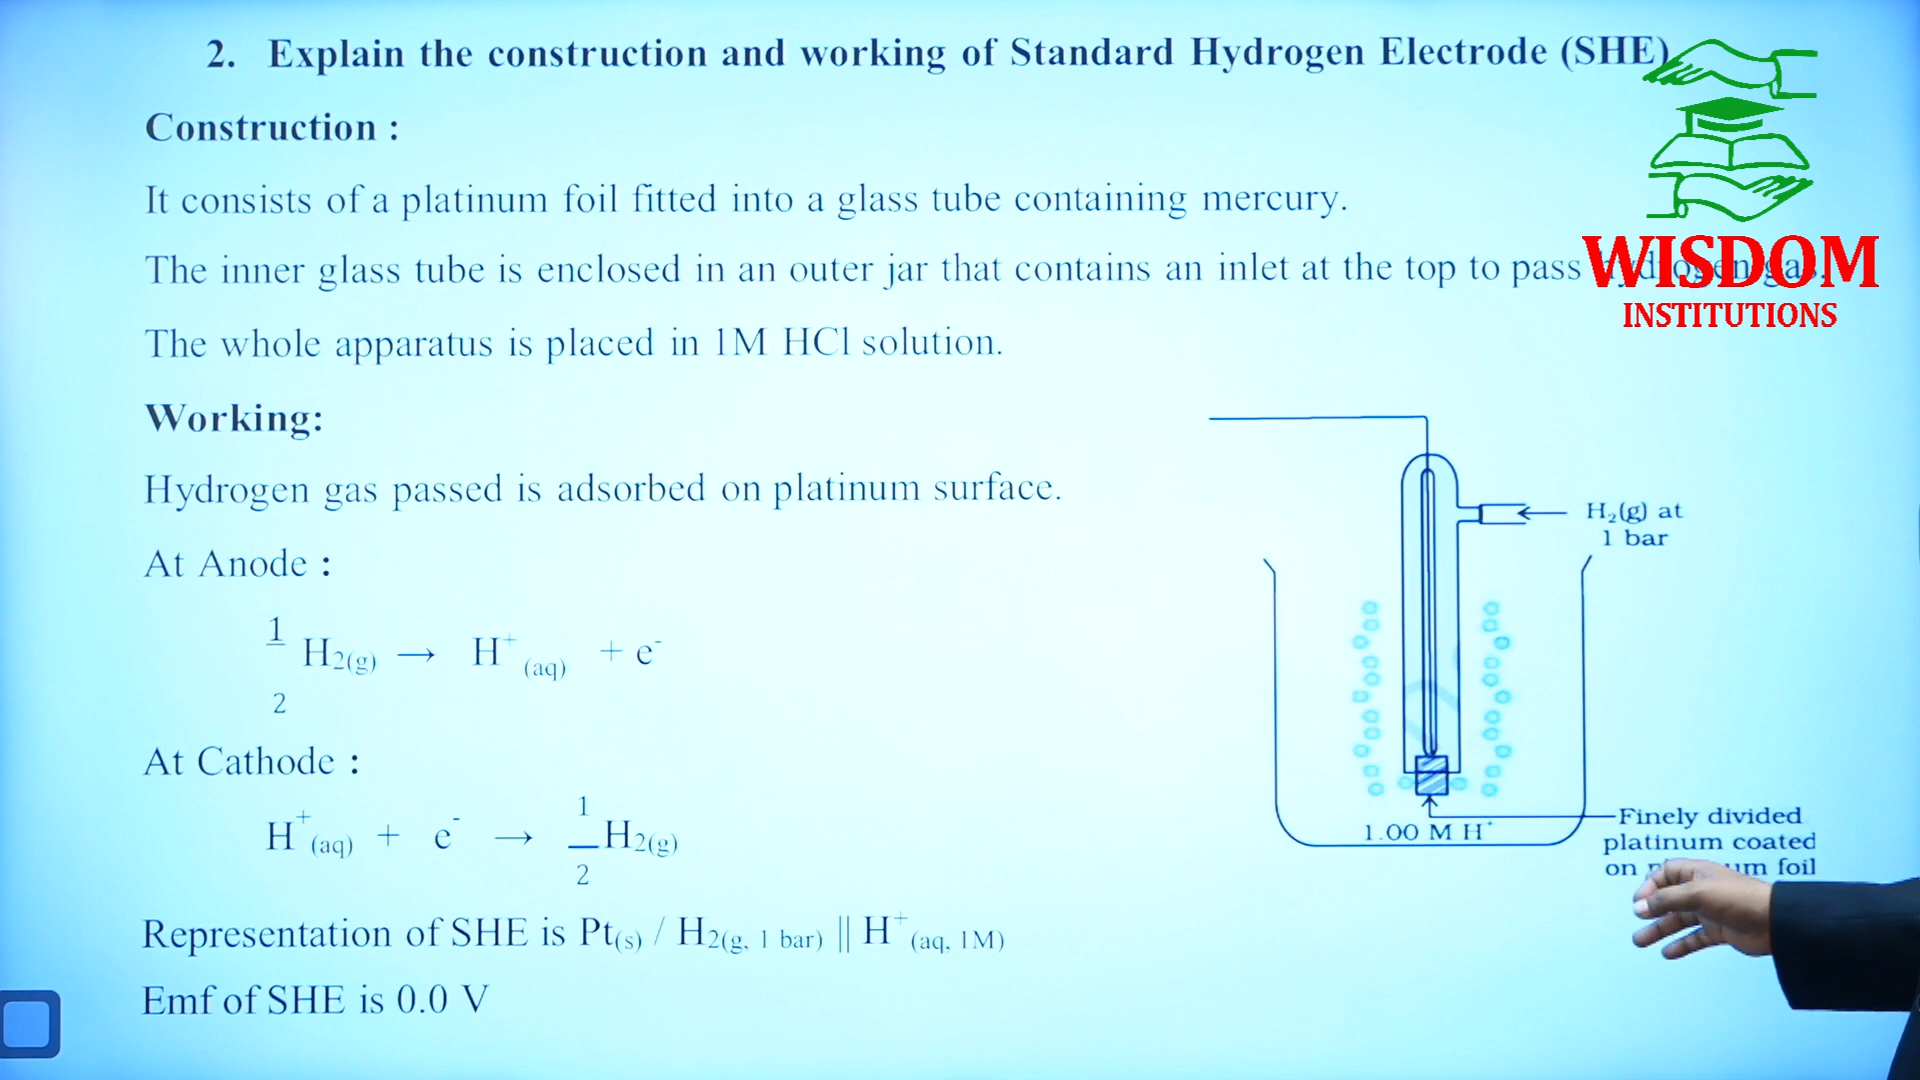 2. Explain the construction and working of Standard Hydrogen Electrode (SHE)
Construction :
It consists of a platinum foil fitted into a glass tube containing mercury.
The inner glass tube is enclosed in an outer jar that contains an inlet at the top to pass
The whole apparatus is placed in 1M HCl solution.
WISDOM
INSTITUTIONS
Working:
Hydrogen gas passed is adsorbed on platinum surface.
At Anode :
1/2 H₂(g) → H⁺(aq) + e⁻
At Cathode :
H⁺(aq) + e⁻ → 1/2 H₂(g)
Representation of SHE is Pt(s) / H₂(g, 1 bar) || H⁺(aq, 1M)
Emf of SHE is 0.0 V
H₂(g) at
1 bar
1.00 M H⁺
Finely divided
platinum coated
on foil